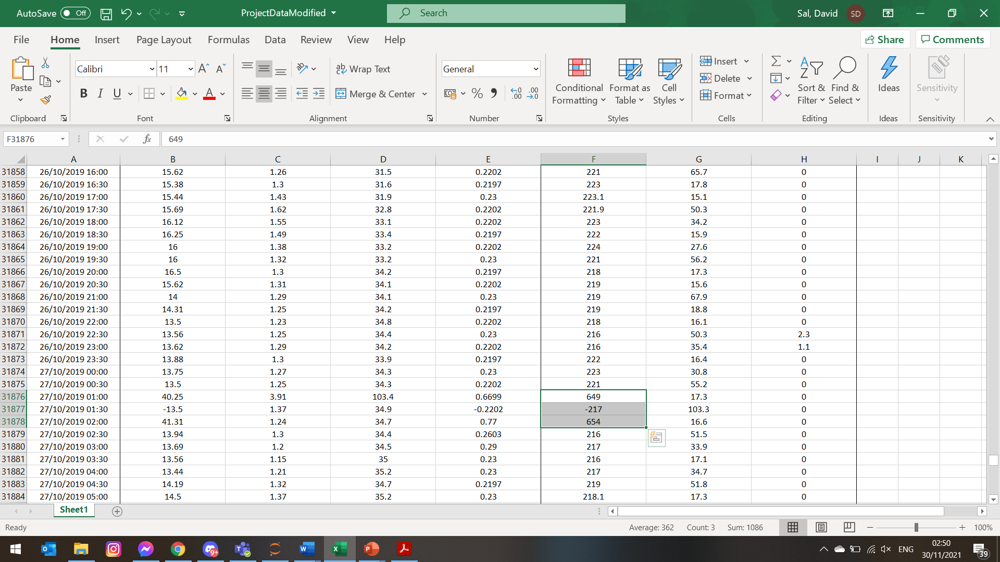 AutoSave Off ProjectDataModified Search Sal, David SD
File Home Insert Page Layout Formulas Data Review View Help Share Comments
Calibri 11 A A Wrap Text General Insert
Paste B I U A Merge & Center % Conditional Formatting Format as Table Cell Styles Delete Format Sort & Filter Find & Select Ideas Sensitivity
Clipboard Font Alignment Number Styles Cells Editing Ideas Sensitivity
F31876 fx 649
A B C D E F G H I J K
31858 26/10/2019 16:00 15.62 1.26 31.5 0.2202 221 65.7 0
31859 26/10/2019 16:30 15.38 1.3 31.6 0.2197 223 17.8 0
31860 26/10/2019 17:00 15.44 1.43 31.9 0.23 223.1 15.1 0
31861 26/10/2019 17:30 15.69 1.62 32.8 0.2202 221.9 50.3 0
31862 26/10/2019 18:00 16.12 1.55 33.1 0.2202 223 34.2 0
31863 26/10/2019 18:30 16.25 1.49 33.4 0.2197 222 15.9 0
31864 26/10/2019 19:00 16 1.38 33.2 0.2202 224 27.6 0
31865 26/10/2019 19:30 16 1.32 33.2 0.23 221 56.2 0
31866 26/10/2019 20:00 16.5 1.3 34.2 0.2197 218 17.3 0
31867 26/10/2019 20:30 15.62 1.31 34.1 0.2202 219 15.6 0
31868 26/10/2019 21:00 14 1.29 34.1 0.23 219 67.9 0
31869 26/10/2019 21:30 14.31 1.25 34.2 0.2197 219 18.8 0
31870 26/10/2019 22:00 13.5 1.23 34.8 0.2202 218 16.1 0
31871 26/10/2019 22:30 13.56 1.25 34.4 0.23 216 50.3 2.3
31872 26/10/2019 23:00 13.62 1.29 34.2 0.2202 216 35.4 1.1
31873 26/10/2019 23:30 13.88 1.3 33.9 0.2197 222 16.4 0
31874 27/10/2019 00:00 13.75 1.27 34.3 0.23 223 30.8 0
31875 27/10/2019 00:30 13.5 1.25 34.3 0.2202 221 55.2 0
31876 27/10/2019 01:00 40.25 3.91 103.4 0.6699 649 17.3 0
31877 27/10/2019 01:30 -13.5 1.37 34.9 -0.2202 -217 103.3 0
31878 27/10/2019 02:00 41.31 1.24 34.7 0.77 654 16.6 0
31879 27/10/2019 02:30 13.94 1.3 34.4 0.2603 216 51.5 0
31880 27/10/2019 03:00 13.69 1.2 34.5 0.29 217 33.9 0
31881 27/10/2019 03:30 13.56 1.15 35 0.23 216 17.1 0
31882 27/10/2019 04:00 13.44 1.21 35.2 0.23 217 34.7 0
31883 27/10/2019 04:30 14.19 1.32 34.7 0.2197 219 51.8 0
31884 27/10/2019 05:00 14.5 1.37 35.2 0.23 218.1 17.3 0
Sheet1
Ready Average: 362 Count: 3 Sum: 1086 100%
9+ ENG 02:50
30/11/2021 39